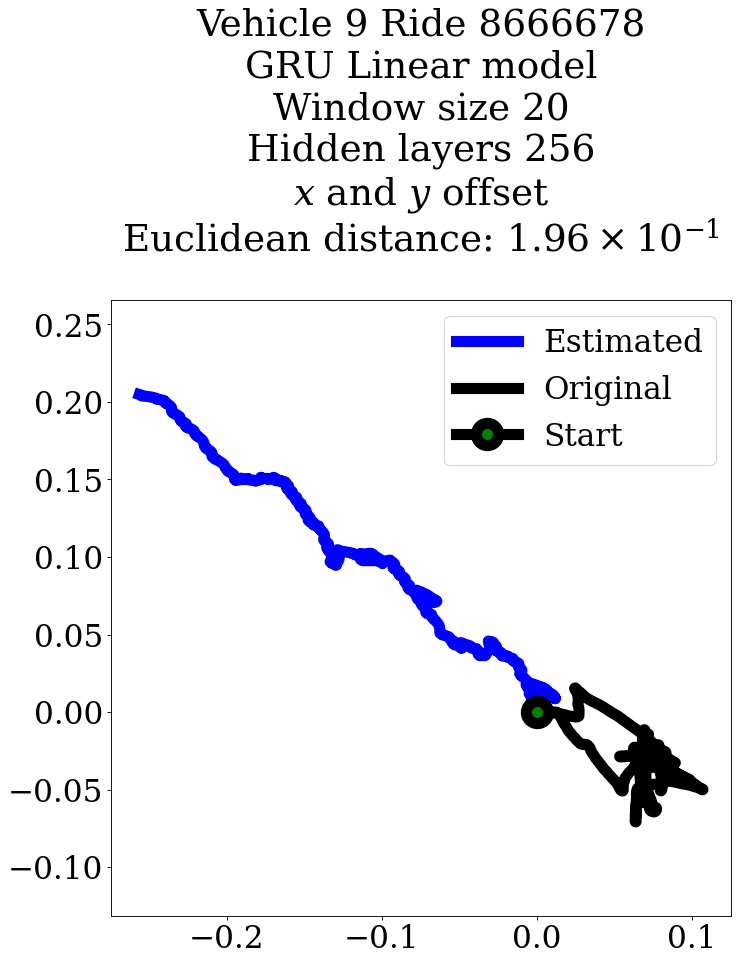 Vehicle 9 Ride 8666678
GRU Linear model
Window size 20
Hidden layers 256
x and y offset
Euclidean distance: 1.96 × 10⁻¹
Estimated
Original
Start
0.25
0.20
0.15
0.10
0.05
0.00
−0.05
−0.10
−0.2 −0.1 0.0 0.1